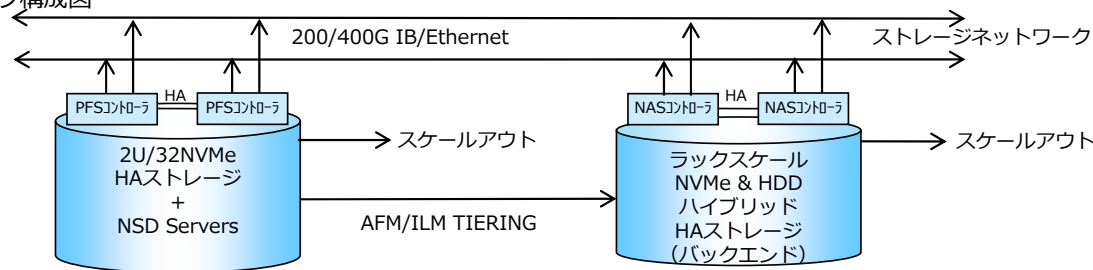 構成図
200/400G IB/Ethernet
ストレージネットワーク
PFSｺﾝﾄﾛｰﾗ
HA
PFSｺﾝﾄﾛｰﾗ
NASｺﾝﾄﾛｰﾗ
HA
NASｺﾝﾄﾛｰﾗ
2U/32NVMe
HAストレージ
+
NSD Servers
スケールアウト
AFM/ILM TIERING
ラックスケール
NVMe & HDD
ハイブリッド
HAストレージ
(バックエンド)
スケールアウト